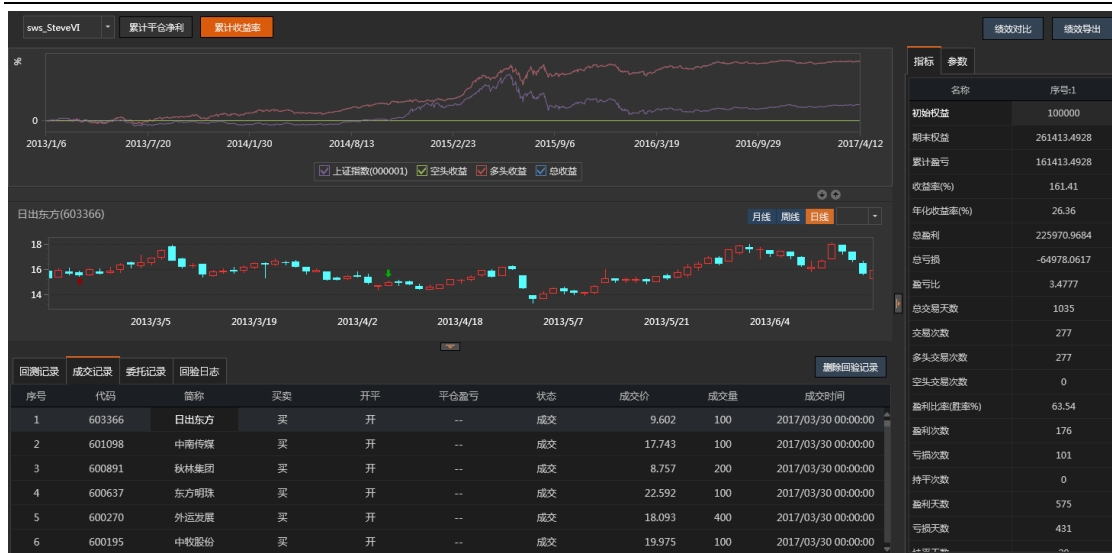 sws_SteveVI 累计平仓净利 累计收益率 绩效对比 绩效导出
%
0
2013/1/6 2013/7/20 2014/1/30 2014/8/13 2015/2/23 2015/9/6 2016/3/19 2016/9/29 2017/4/12
上证指数(000001) 空头收益 多头收益 总收益
日出东方(603366) 月线 周线 日线
18
16
14
2013/3/5 2013/3/19 2013/4/2 2013/4/18 2013/5/7 2013/5/21 2013/6/4
回测记录 成交记录 委托记录 回验日志 删除回验记录
序号 代码 简称 买卖 开平 平仓盈亏 状态 成交价 成交量 成交时间
1 603366 日出东方 买 开 -- 成交 9.602 100 2017/03/30 00:00:00
2 601098 中南传媒 买 开 -- 成交 17.743 100 2017/03/30 00:00:00
3 600891 秋林集团 买 开 -- 成交 8.757 200 2017/03/30 00:00:00
4 600637 东方明珠 买 开 -- 成交 22.592 100 2017/03/30 00:00:00
5 600270 外运发展 买 开 -- 成交 18.093 400 2017/03/30 00:00:00
6 600195 中牧股份 买 开 -- 成交 19.975 100 2017/03/30 00:00:00
指标 参数
名称 序号:1
初始权益 100000
期末权益 261413.4928
累计盈亏 161413.4928
收益率(%) 161.41
年化收益率(%) 26.36
总盈利 225970.9684
总亏损 -64978.0617
盈亏比 3.4777
总交易天数 1035
交易次数 277
多头交易次数 277
空头交易次数 0
盈利比率(胜率%) 63.54
盈利次数 176
亏损次数 101
持平次数 0
盈利天数 575
亏损天数 431